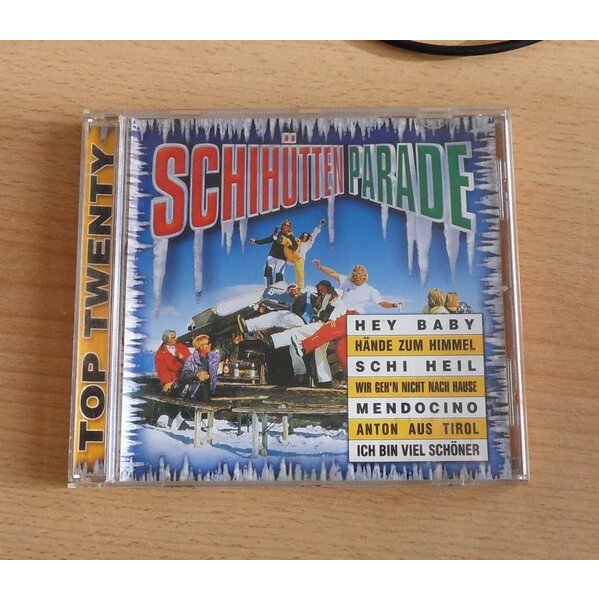 TOP TWENTY
SCHIHÜTTEN PARADE
HEY BABY
HÄNDE ZUM HIMMEL
SCHI HEIL
WIR GEH'N NICHT NACH HAUSE
MENDOCINO
ANTON AUS TIROL
ICH BIN VIEL SCHÖNER